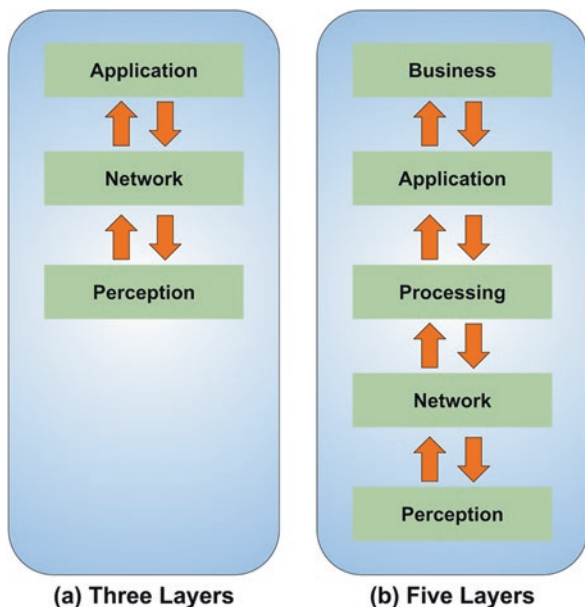 Application
Network
Perception
(a) Three Layers
Business
Application
Processing
Network
Perception
(b) Five Layers